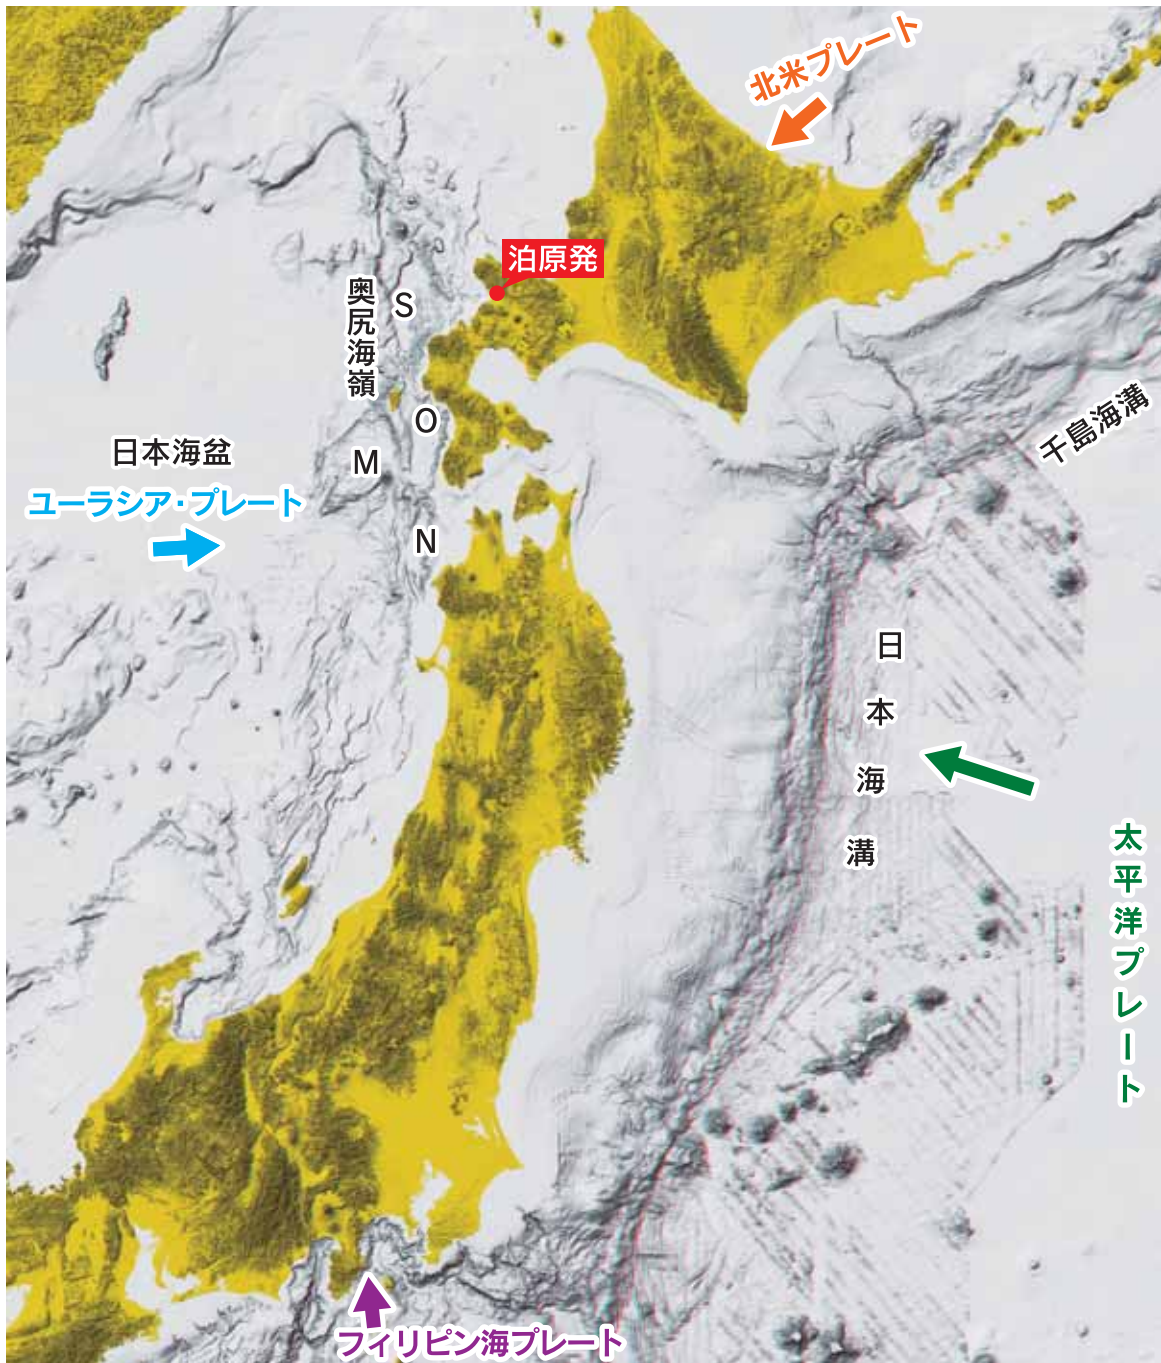 北米プレート
泊原発
奥尻海嶺
S
O
M
N
日本海盆
ユーラシア・プレート
千島海溝
日本海溝
太平洋プレート
フィリピン海プレート